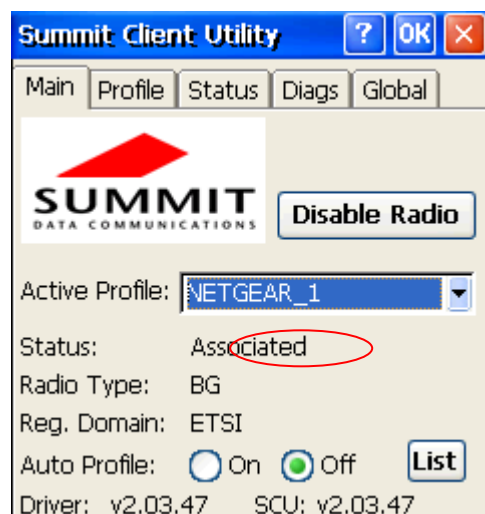 Summit Client Utility ? OK ×
Main Profile Status Diags Global
SUMMIT
DATA COMMUNICATIONS
Disable Radio
Active Profile: NETGEAR_1
Status: Associated
Radio Type: BG
Reg. Domain: ETSI
Auto Profile: On Off List
Driver: v2.03.47 SCU: v2.03.47